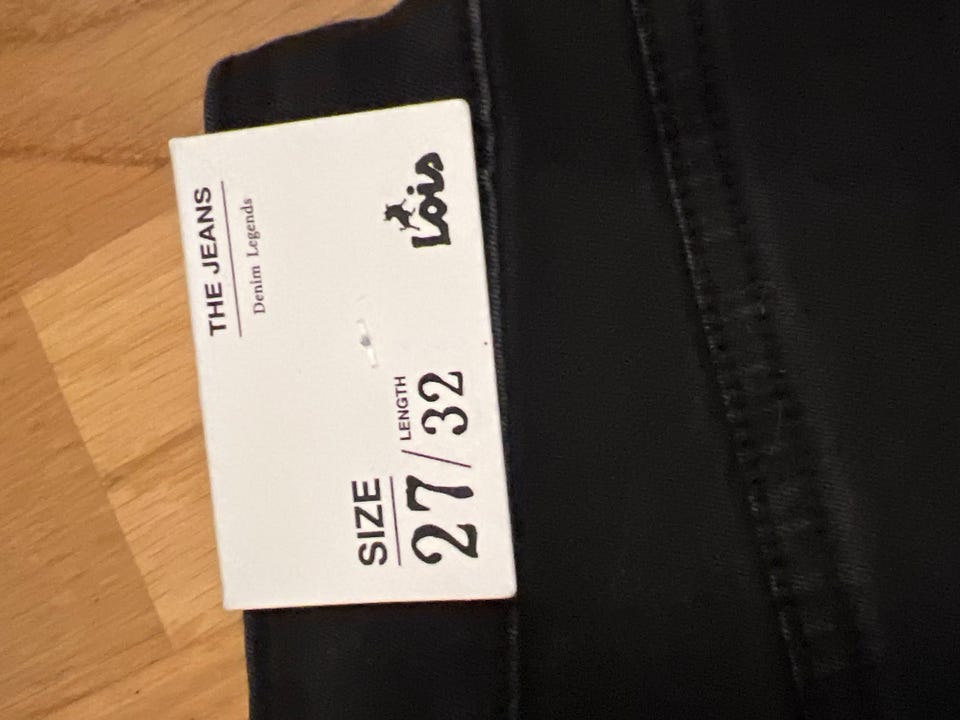 THE JEANS
Denim Legends
SIZE
LENGTH
27/32
Lois